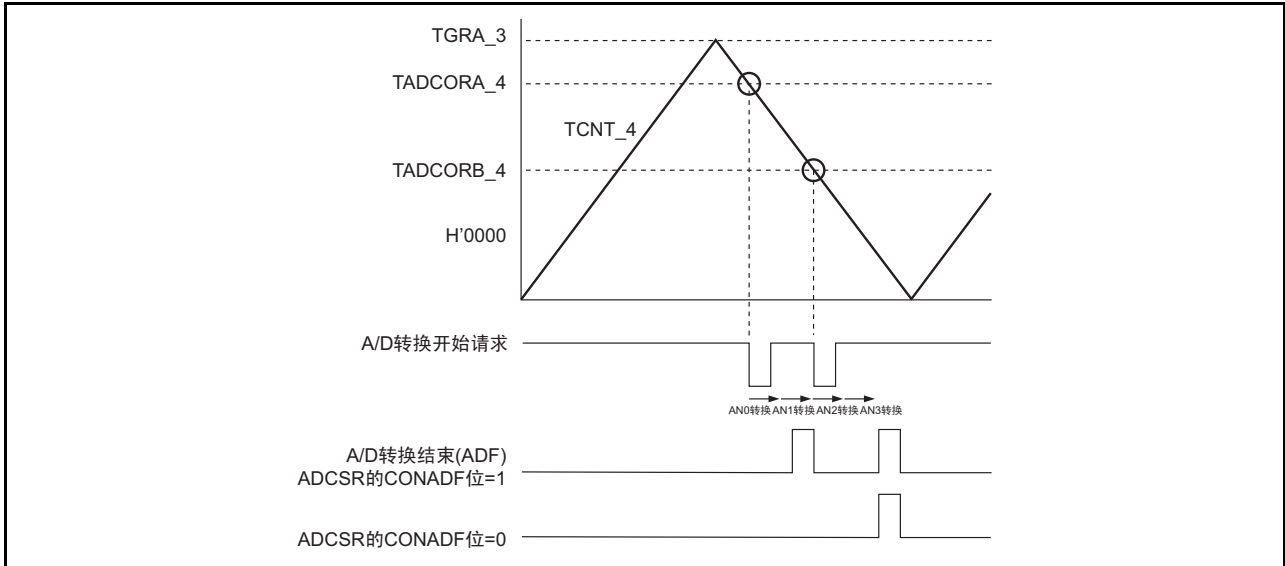 TGRA_3
TADCORA_4
TCNT_4
TADCORB_4
H'0000
A/D转换开始请求
AN0转换 AN1转换 AN2转换 AN3转换
A/D转换结束(ADF)
ADCSR的CONADF位=1
ADCSR的CONADF位=0